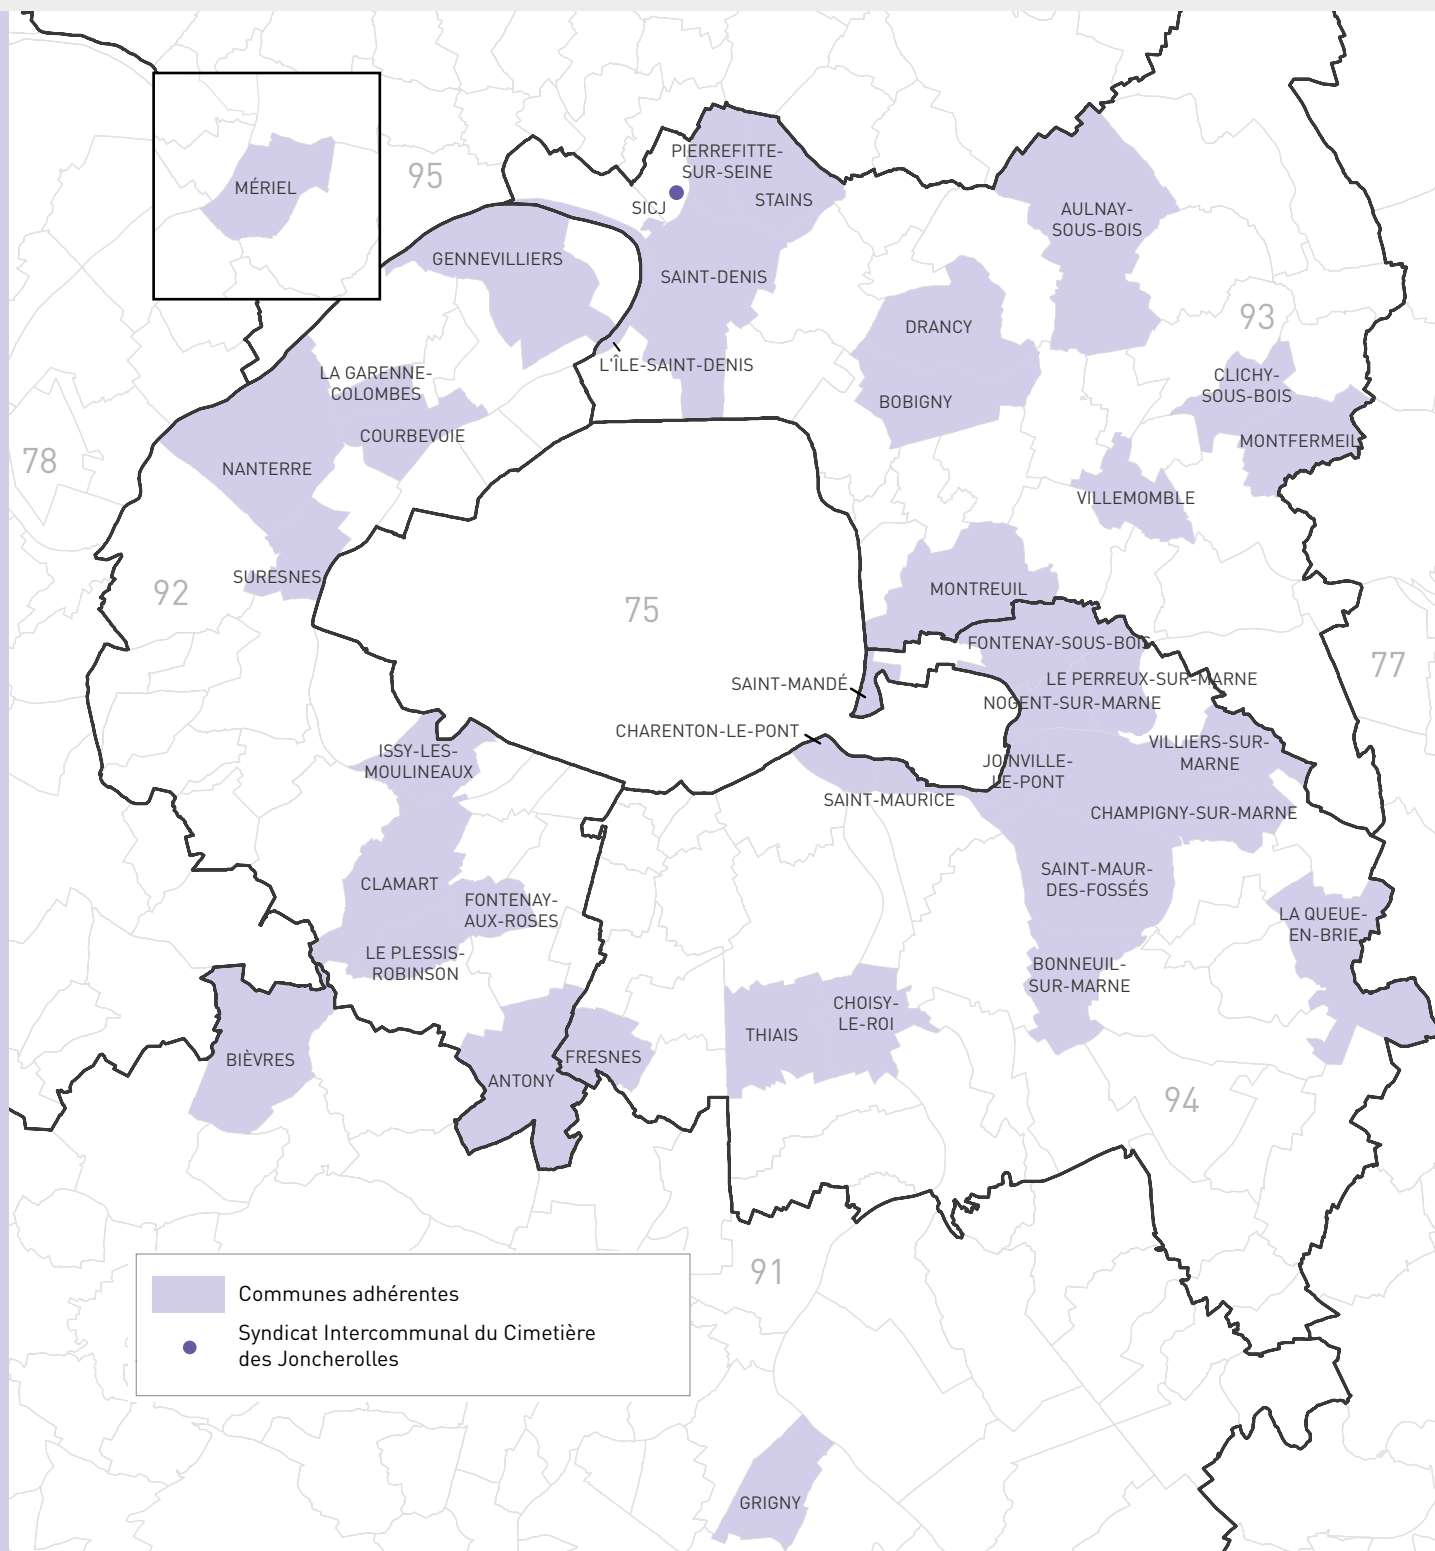 PIERREFITTE-
SUR-SEINE
95
MÉRIEL
STAINS
SICJ
AULNAY-
SOUS-BOIS
GENNEVILLIERS
SAINT-DENIS
93
DRANCY
L'ÎLE-SAINT-DENIS
LA GARENNE-
COLOMBES
CLICHY-
SOUS-BOIS
BOBIGNY
COURBEVOIE
MONTFERMEIL
78
NANTERRE
VILLEMOMBLE
SURESNES
92
MONTREUIL
75
FONTENAY-SOUS-BOIS
77
SAINT-MANDÉ
LE PERREUX-SUR-MARNE
NOGENT-SUR-MARNE
CHARENTON-LE-PONT
VILLIERS-SUR-
MARNE
ISSY-LES-
MOULINEAUX
JOINVILLE-
LE-PONT
SAINT-MAURICE
CHAMPIGNY-SUR-MARNE
SAINT-MAUR-
DES-FOSSÉS
CLAMART
FONTENAY-
AUX-ROSES
LA QUEUE-
EN-BRIE
LE PLESSIS-
ROBINSON
BONNEUIL-
SUR-MARNE
CHOISY-
LE-ROI
THIAIS
BIÈVRES
FRESNES
ANTONY
94
91
Communes adhérentes
Syndicat Intercommunal du Cimetière
des Joncherolles
GRIGNY